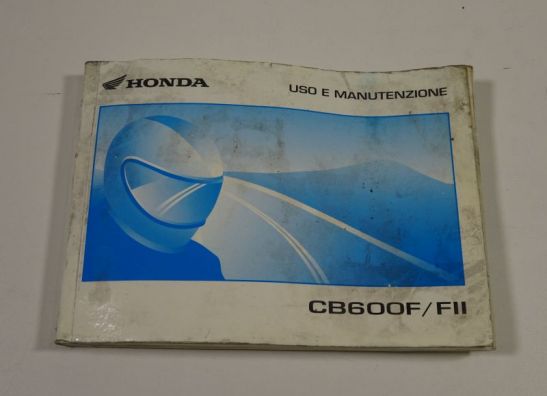 HONDA
USO E MANUTENZIONE
CB600F/FII